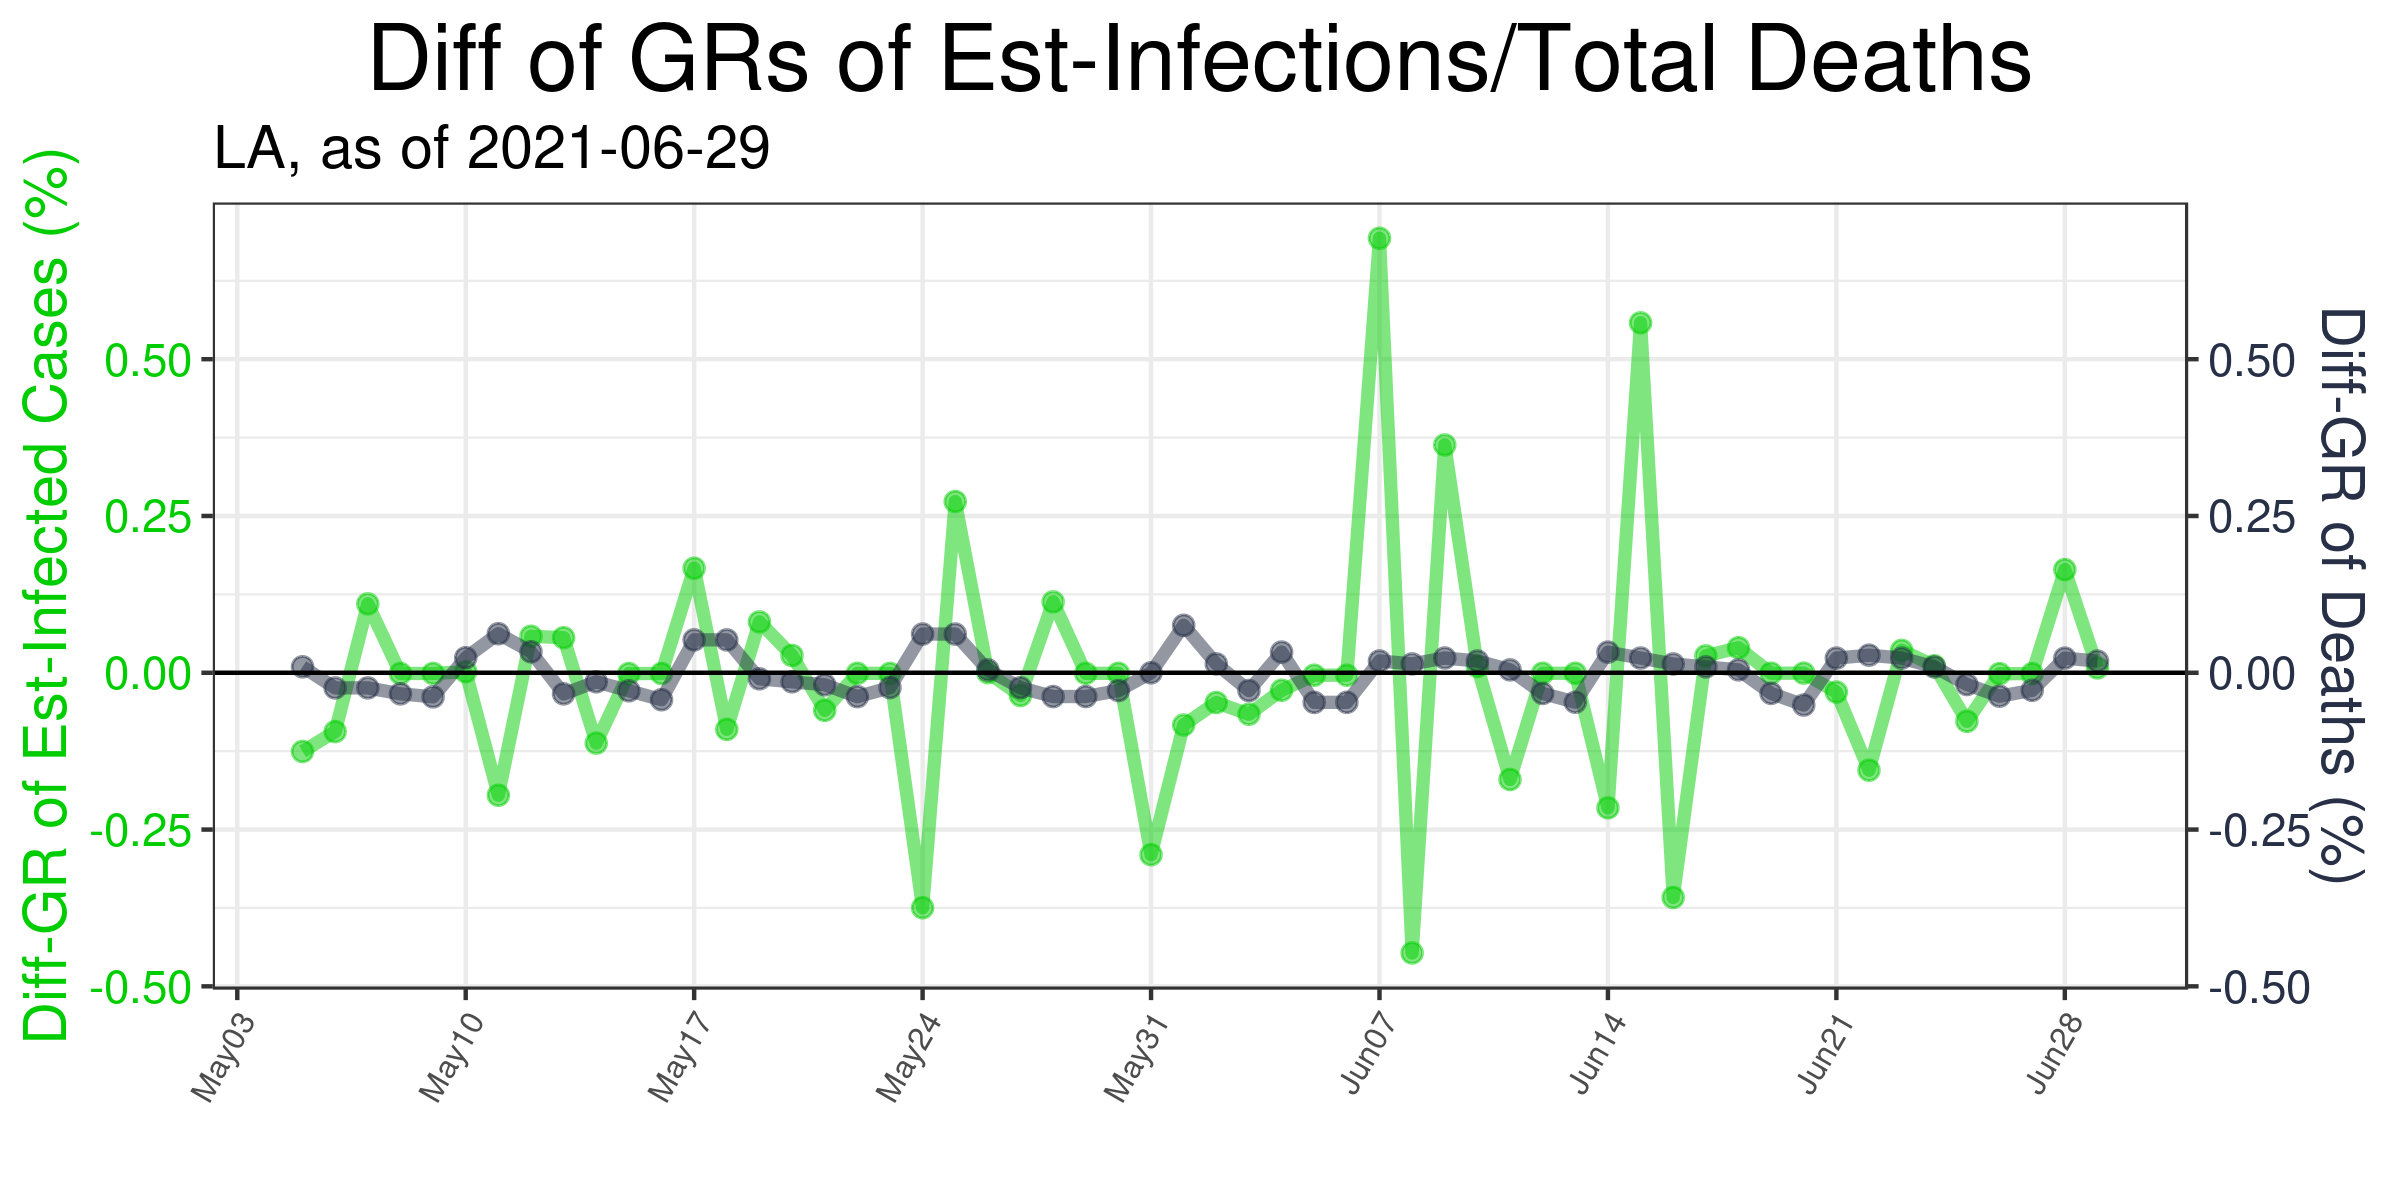 Diff of GRs of Est-Infections/Total Deaths
LA, as of 2021-06-29
Diff-GR of Est-Infected Cases (%)
0.50
0.25
0.00
-0.25
-0.50
0.50
0.25
0.00
-0.25
-0.50
Diff-GR of Deaths (%)
May03
May10
May17
May24
May31
Jun07
Jun14
Jun21
Jun28